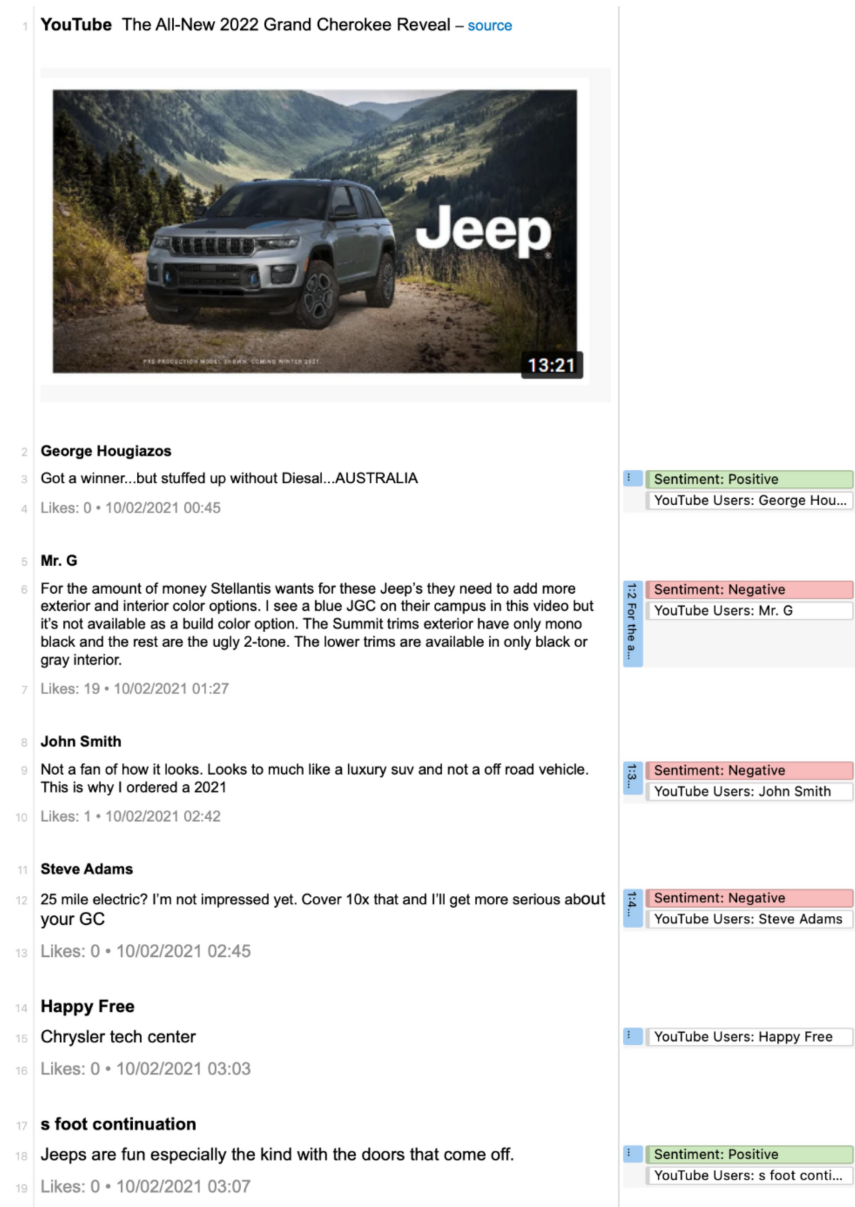 1 YouTube The All-New 2022 Grand Cherokee Reveal – source
Jeep
PRE PRODUCTION MODEL SHOWN. COMING WINTER 2021.
13:21
2 George Hougiazos
3 Got a winner...but stuffed up without Diesal...AUSTRALIA
Sentiment: Positive
4 Likes: 0 • 10/02/2021 00:45
YouTube Users: George Hou...
5 Mr. G
6 For the amount of money Stellantis wants for these Jeep's they need to add more
exterior and interior color options. I see a blue JGC on their campus in this video but
it's not available as a build color option. The Summit trims exterior have only mono
black and the rest are the ugly 2-tone. The lower trims are available in only black or
gray interior.
1:2 For the a...
Sentiment: Negative
YouTube Users: Mr. G
7 Likes: 19 • 10/02/2021 01:27
8 John Smith
9 Not a fan of how it looks. Looks to much like a luxury suv and not a off road vehicle.
This is why I ordered a 2021
1:3...
Sentiment: Negative
YouTube Users: John Smith
10 Likes: 1 • 10/02/2021 02:42
11 Steve Adams
12 25 mile electric? I'm not impressed yet. Cover 10x that and I'll get more serious about
your GC
1:4...
Sentiment: Negative
YouTube Users: Steve Adams
13 Likes: 0 • 10/02/2021 02:45
14 Happy Free
15 Chrysler tech center
YouTube Users: Happy Free
16 Likes: 0 • 10/02/2021 03:03
17 s foot continuation
18 Jeeps are fun especially the kind with the doors that come off.
Sentiment: Positive
YouTube Users: s foot conti...
19 Likes: 0 • 10/02/2021 03:07